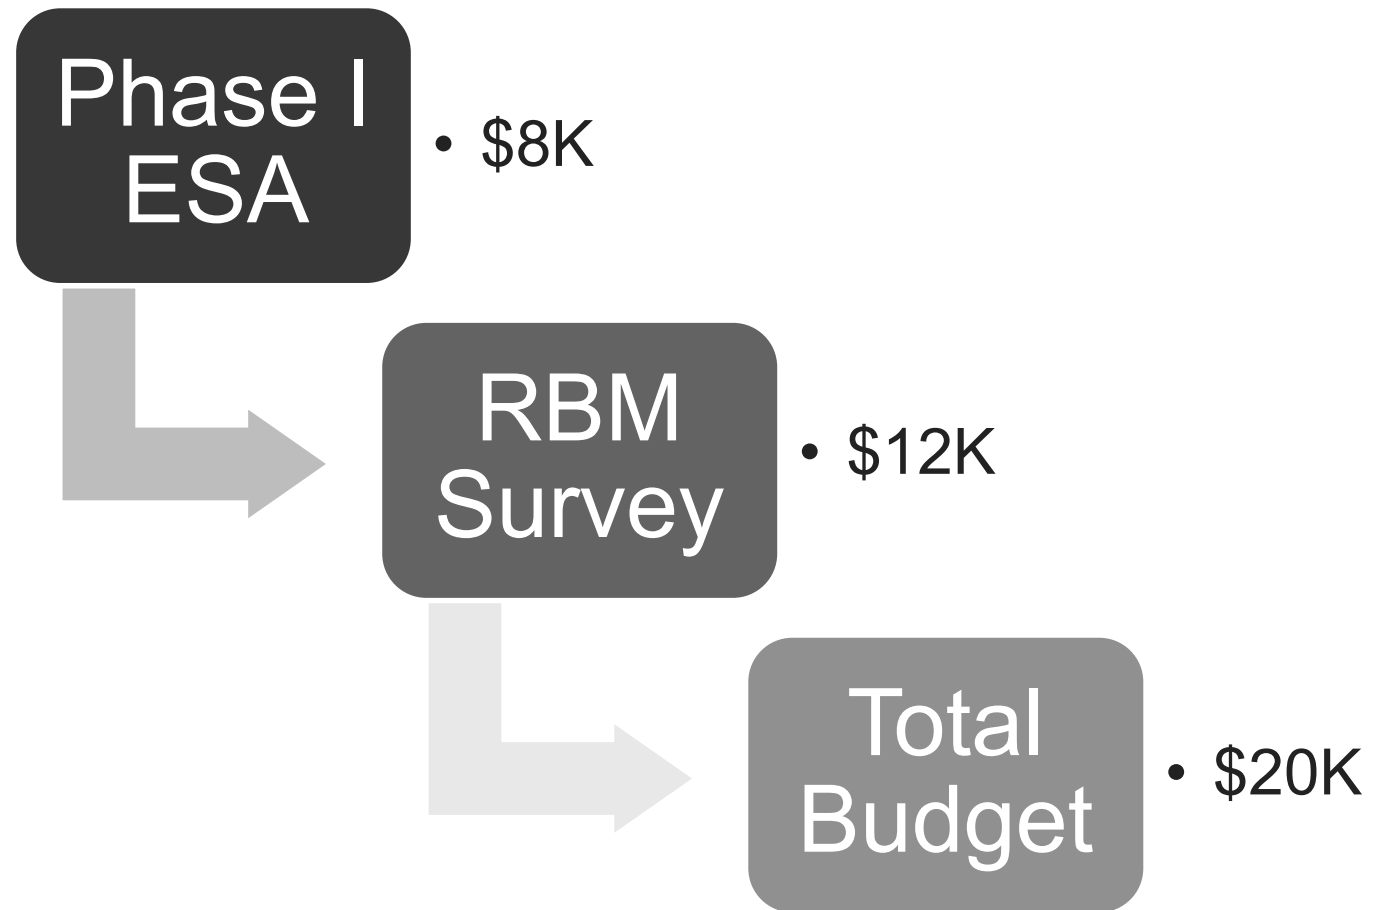 Phase I
ESA
• $8K
RBM
Survey
• $12K
Total
Budget
• $20K